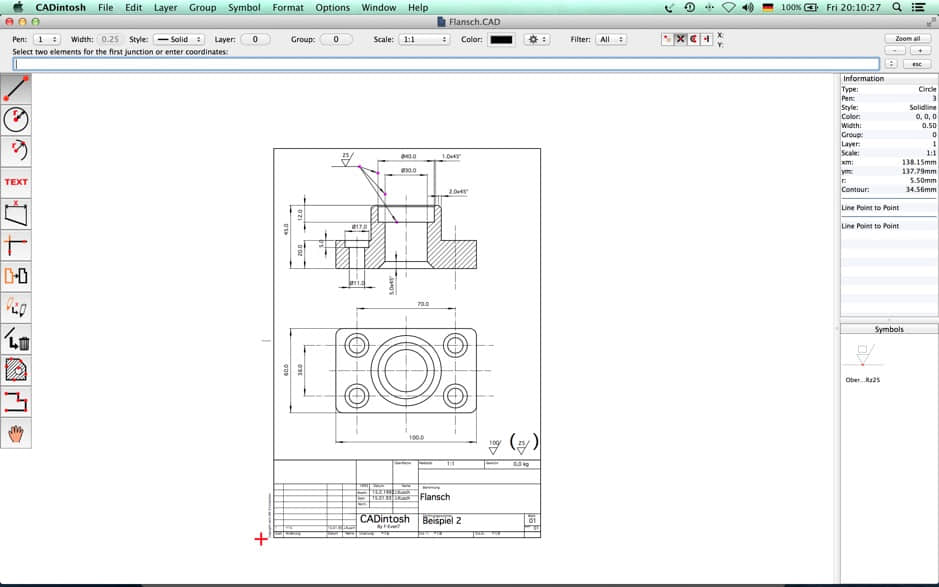 CADintosh File Edit Layer Group Symbol Format Options Window Help 100% Fri 20:10:27
Flansch.CAD
Pen: 1 Width: 0.25 Style: Solid Layer: 0 Group: 0 Scale: 1:1 Color: Filter: All X: Zoom all
Y: - +
Select two elements for the first junction or enter coordinates:
esc
TEXT
Information
Type: Circle
Pen: 3
Style: Solidline
Color: 0, 0, 0
Width: 0.50
Group: 0
Layer: 1
Scale: 1:1
xm: 138.15mm
ym: 137.79mm
r: 5.50mm
Contour: 34.56mm
Line Point to Point
Line Point to Point
Symbols
Ober...Rz25
25/
Ø40.0
1.0x45°
Ø30.0
2.0x45°
Ø17.0
45.0
12.0
20.0
5.0
Ø11.0
5.0x45°
70.0
60.0
36.0
100.0
100/ (25/)
1:1 0,0 kg
Flansch
CADintosh
Beispiel 2
01